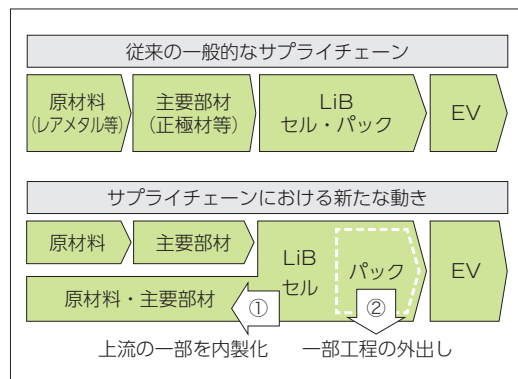 従来の一般的なサプライチェーン
原材料
(レアメタル等)
主要部材
(正極材等)
LiB
セル・パック
EV
サプライチェーンにおける新たな動き
原材料
主要部材
LiB
セル
パック
EV
原材料・主要部材
①
②
上流の一部を内製化
一部工程の外出し